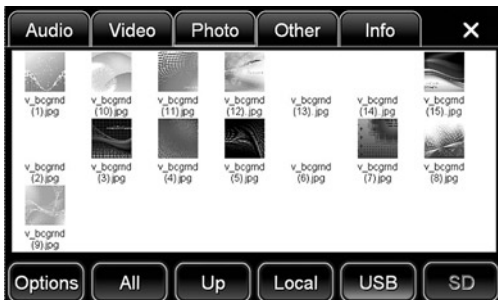 Audio Video Photo Other Info X
v_bcgrnd v_bcgrnd v_bcgrnd v_bcgrnd v_bcgrnd v_bcgrnd v_bcgrnd
(1).jpg (10).jpg (11).jpg (12).jpg (13).jpg (14).jpg (15).jpg
v_bcgrnd v_bcgrnd v_bcgrnd v_bcgrnd v_bcgrnd v_bcgrnd v_bcgrnd
(2).jpg (3).jpg (4).jpg (5).jpg (6).jpg (7).jpg (8).jpg
v_bcgrnd
(9).jpg
Options All Up Local USB SD